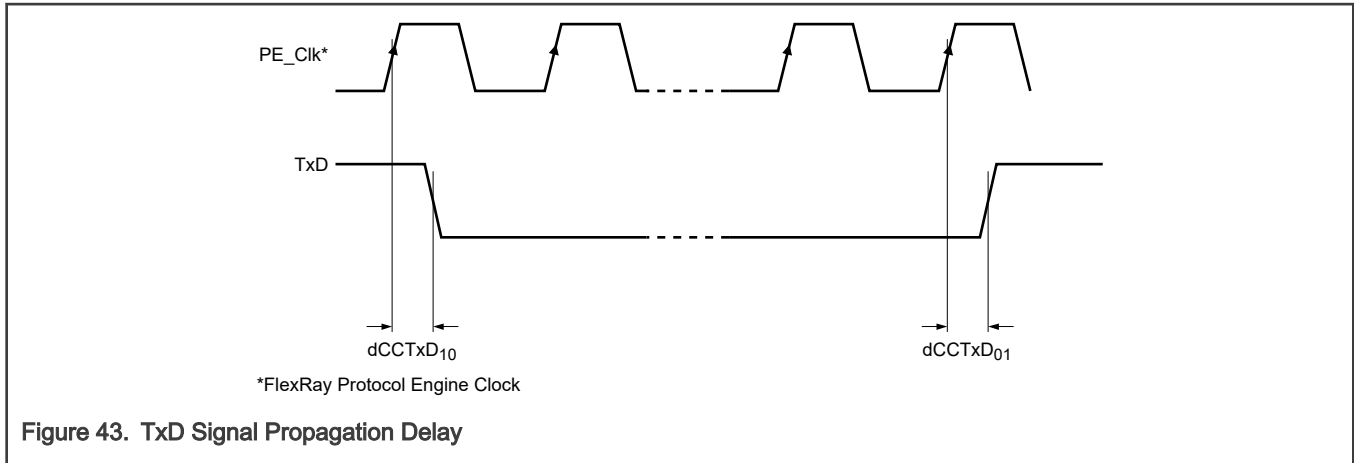 PE_Clk*
TxD
dCCTxD10 dCCTxD01
*FlexRay Protocol Engine Clock
Figure 43. TxD Signal Propagation Delay